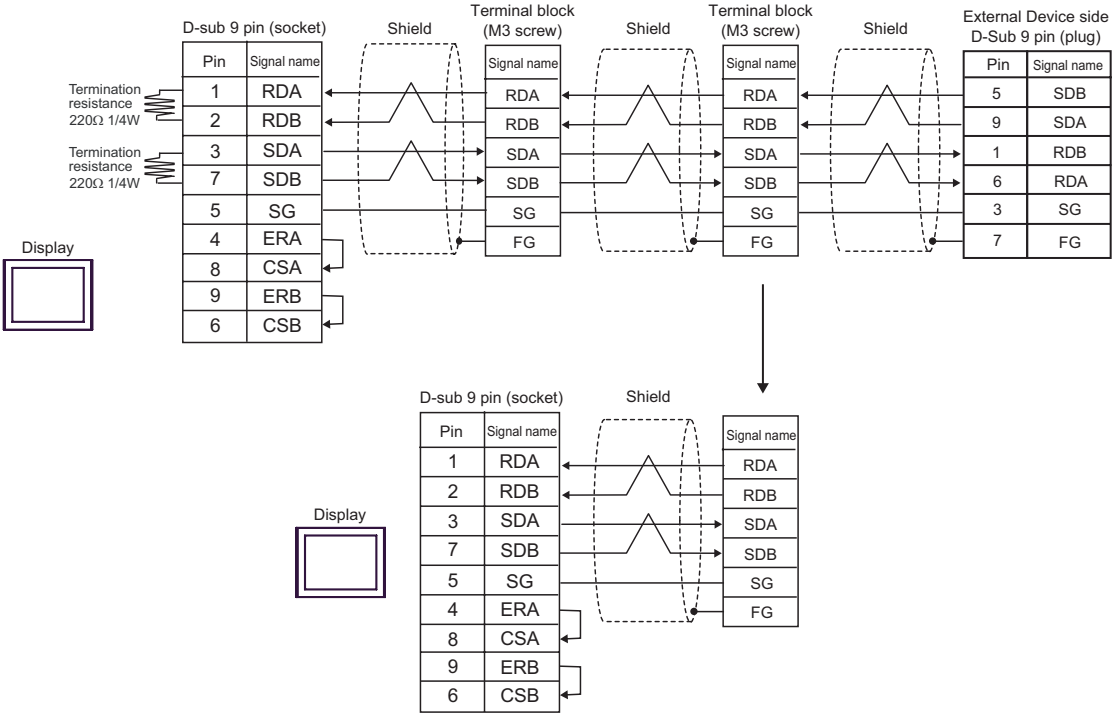 D-sub 9 pin (socket)
Shield
Terminal block
(M3 screw)
Shield
Terminal block
(M3 screw)
Shield
External Device side
D-Sub 9 pin (plug)
Pin Signal name
1 RDA
2 RDB
3 SDA
7 SDB
5 SG
4 ERA
8 CSA
9 ERB
6 CSB
Termination
resistance
220Ω 1/4W
Termination
resistance
220Ω 1/4W
Display
Signal name
RDA
RDB
SDA
SDB
SG
FG
Signal name
RDA
RDB
SDA
SDB
SG
FG
Pin Signal name
5 SDB
9 SDA
1 RDB
6 RDA
3 SG
7 FG
D-sub 9 pin (socket)
Shield
Pin Signal name
1 RDA
2 RDB
3 SDA
7 SDB
5 SG
4 ERA
8 CSA
9 ERB
6 CSB
Display
Signal name
RDA
RDB
SDA
SDB
SG
FG